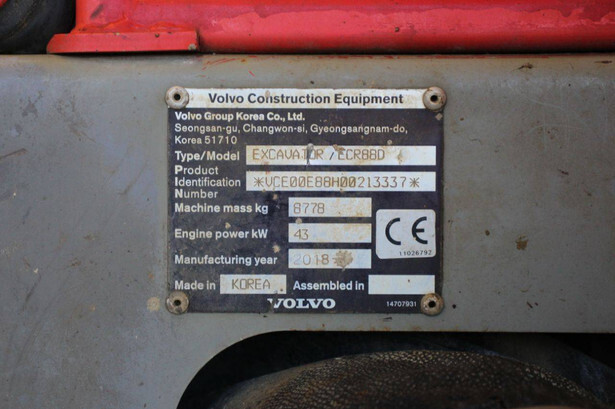 Volvo Construction Equipment
Volvo Group Korea Co., Ltd.
Seongsan-gu, Changwon-si, Gyeongsangnam-do,
Korea 51710
Type/Model EXCAVATOR / ECR88D
Product
Identification *VCE00E88H00213337*
Number
Machine mass kg 8778
Engine power kW 43
CE
11026792
Manufacturing year 2018
Made in KOREA Assembled in
VOLVO 14707931